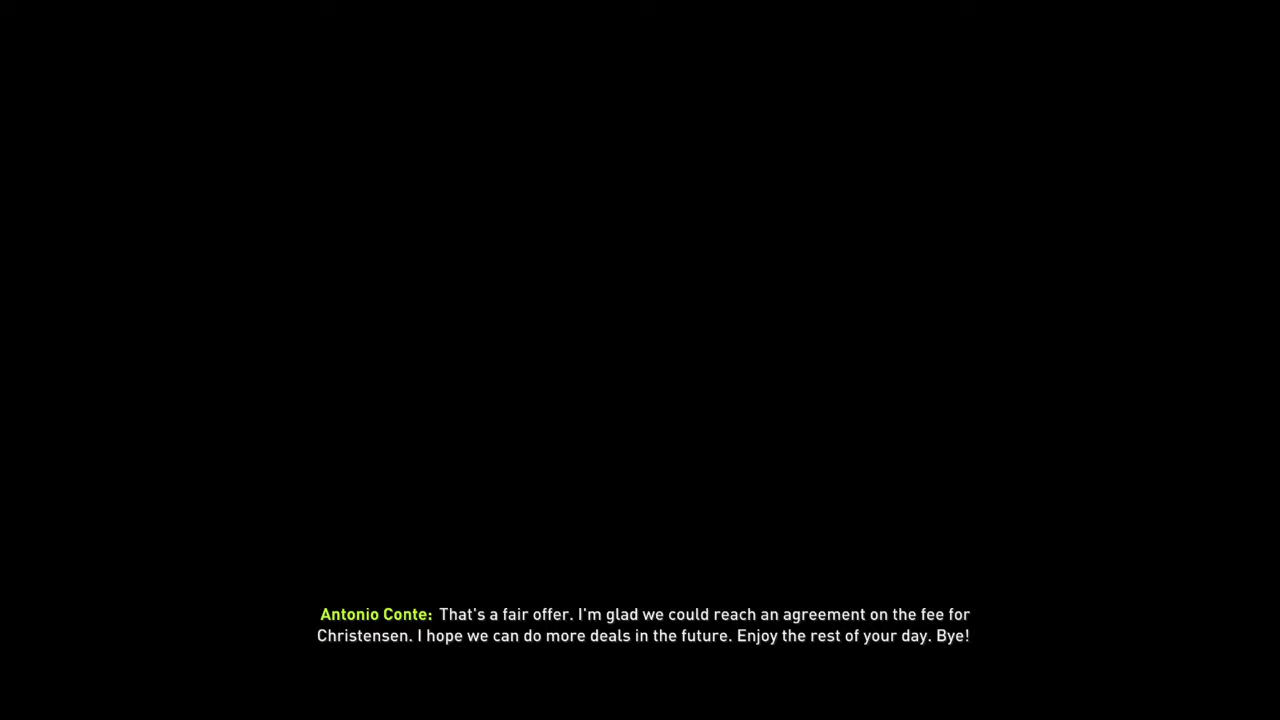 Antonio Conte: That's a fair offer. I'm glad we could reach an agreement on the fee for
Christensen. I hope we can do more deals in the future. Enjoy the rest of your day. Bye!